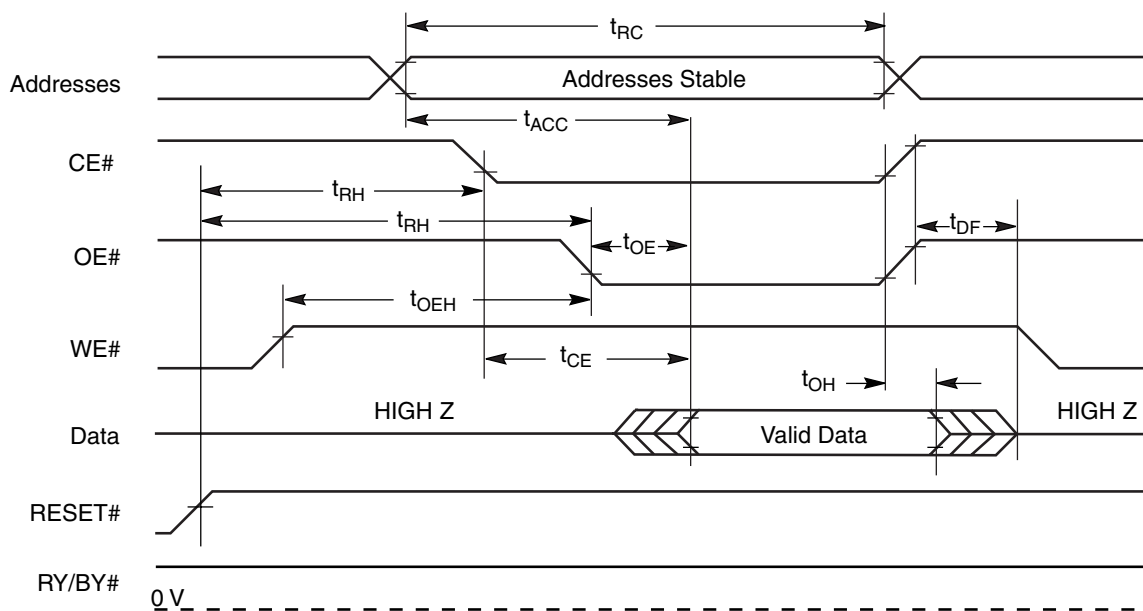 tRC
Addresses
Addresses Stable
tACC
CE#
tRH
tRH
tOE
tDF
OE#
tOEH
WE#
tCE
tOH
HIGH Z
HIGH Z
Data
Valid Data
RESET#
RY/BY#
0 V